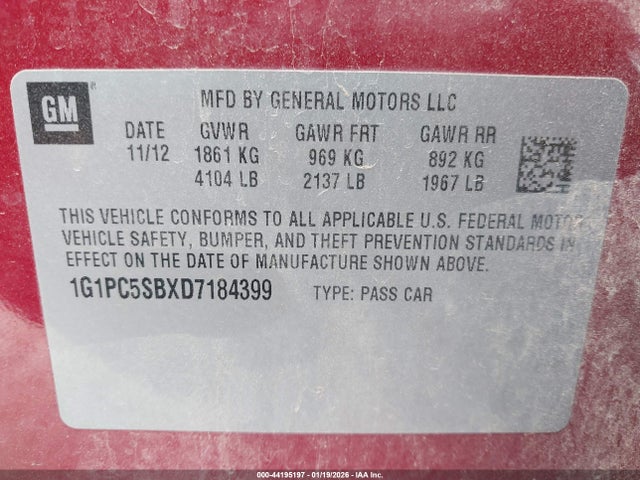 GM
MFD BY GENERAL MOTORS LLC
DATE GVWR GAWR FRT GAWR RR
11/12 1861 KG 969 KG 892 KG
4104 LB 2137 LB 1967 LB
THIS VEHICLE CONFORMS TO ALL APPLICABLE U.S. FEDERAL MOTOR
VEHICLE SAFETY, BUMPER, AND THEFT PREVENTION STANDARDS IN
EFFECT ON THE DATE OF MANUFACTURE SHOWN ABOVE.
1G1PC5SBXD7184399 TYPE: PASS CAR
000-44195197 - 01/19/2026 - IAA Inc.